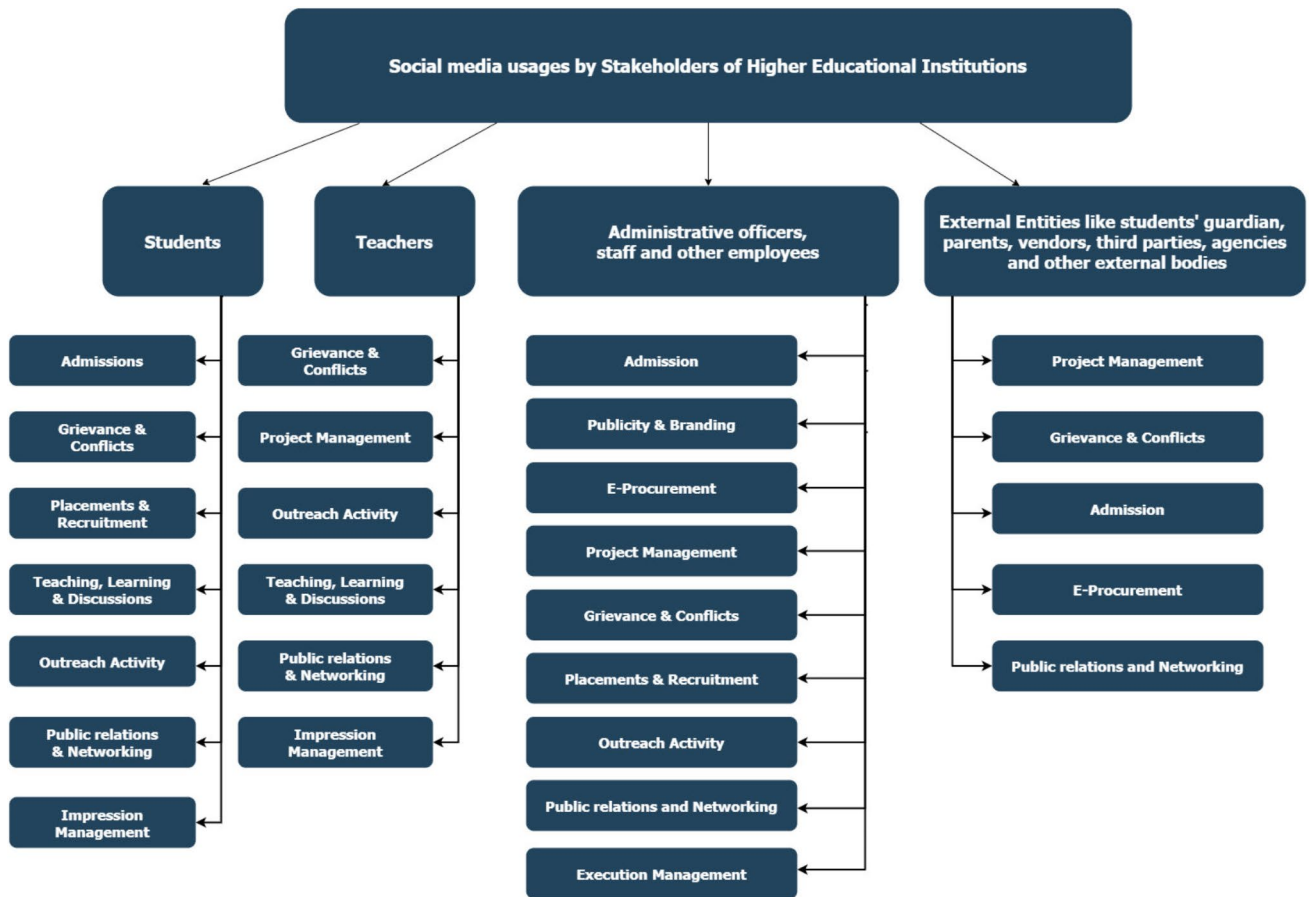 Social media usages by Stakeholders of Higher Educational Institutions
Students
Teachers
Administrative officers,
staff and other employees
External Entities like students' guardian,
parents, vendors, third parties, agencies
and other external bodies
Admissions
Grievance &
Conflicts
Placements &
Recruitment
Teaching, Learning
& Discussions
Outreach Activity
Public relations
& Networking
Impression
Management
Grievance &
Conflicts
Project Management
Outreach Activity
Teaching, Learning
& Discussions
Public relations
& Networking
Impression
Management
Admission
Publicity & Branding
E-Procurement
Project Management
Grievance & Conflicts
Placements & Recruitment
Outreach Activity
Public relations and Networking
Execution Management
Project Management
Grievance & Conflicts
Admission
E-Procurement
Public relations and Networking